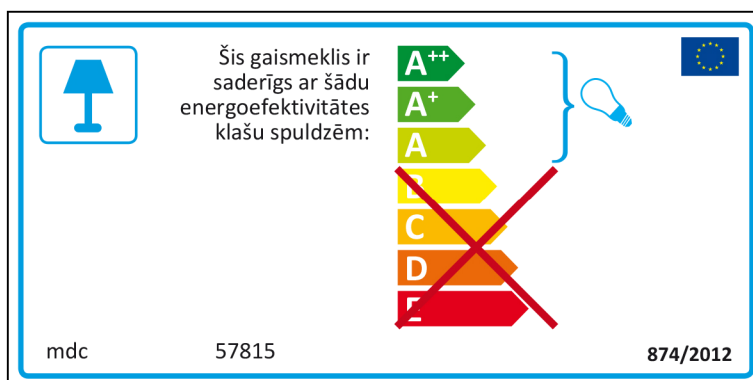 Šis gaismeklis ir
saderīgs ar šādu
energoefektivitātes
klašu spuldzēm:
A++
A+
A
B
C
D
E
mdc 57815 874/2012